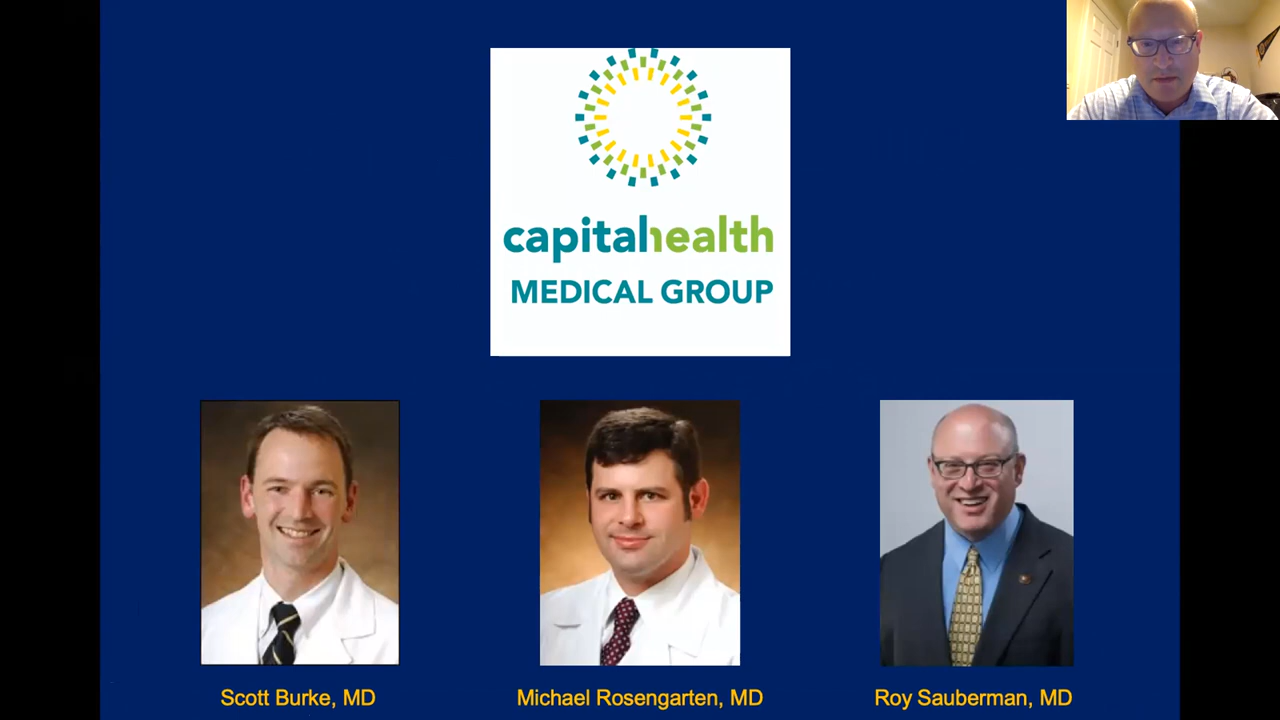 capitalhealth
MEDICAL GROUP
Scott Burke, MD
Michael Rosengarten, MD
Roy Sauberman, MD